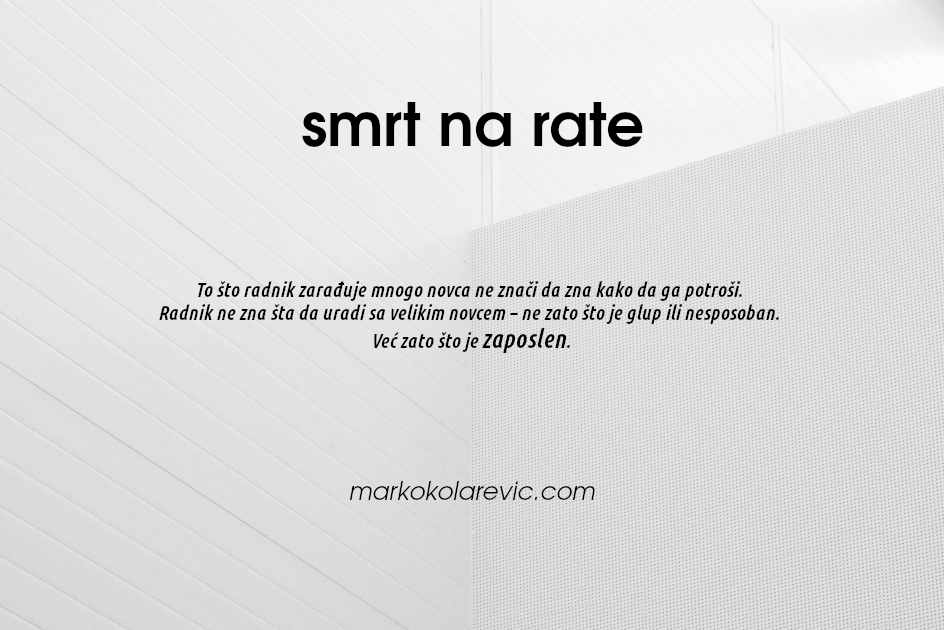 smrt na rate
To što radnik zarađuje mnogo novca ne znači da zna kako da ga potroši.
Radnik ne zna šta da uradi sa velikim novcem – ne zato što je glup ili nesposoban.
Već zato što je zaposlen.
markokolarevic.com